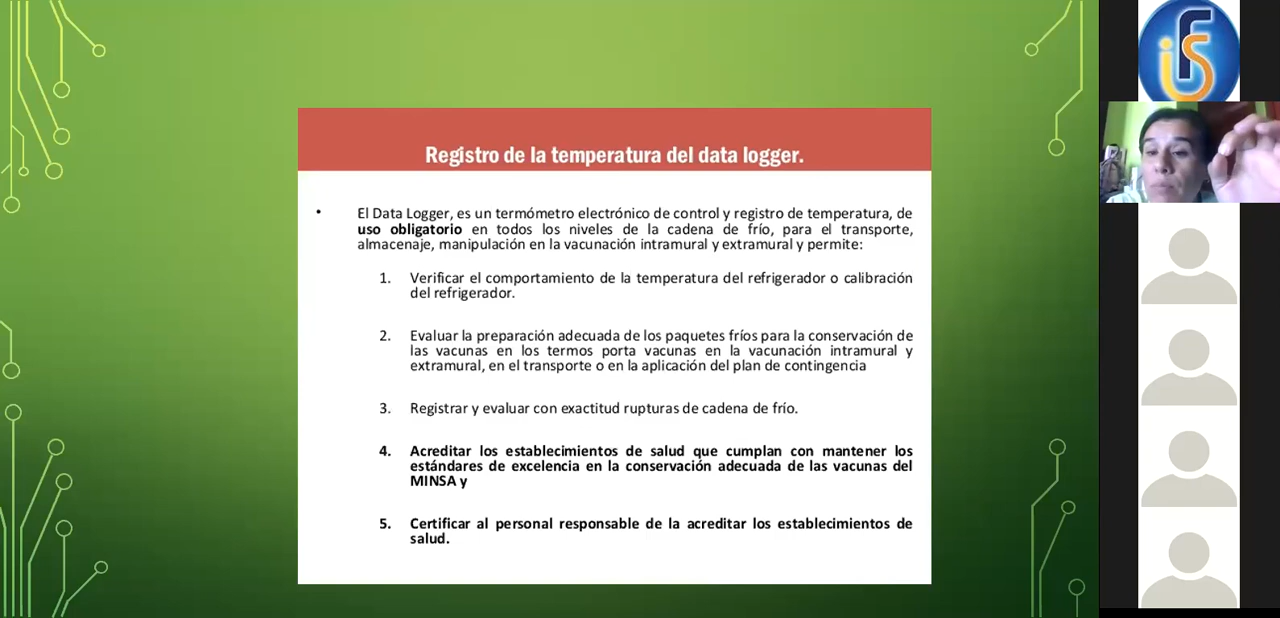 Registro de la temperatura del data logger.
• El Data Logger, es un termómetro electrónico de control y registro de temperatura, de
uso obligatorio en todos los niveles de la cadena de frío, para el transporte,
almacenaje, manipulación en la vacunación intramural y extramural y permite:
1. Verificar el comportamiento de la temperatura del refrigerador o calibración
del refrigerador.
2. Evaluar la preparación adecuada de los paquetes fríos para la conservación de
las vacunas en los termos porta vacunas en la vacunación intramural y
extramural, en el transporte o en la aplicación del plan de contingencia
3. Registrar y evaluar con exactitud rupturas de cadena de frío.
4. Acreditar los establecimientos de salud que cumplan con mantener los
estándares de excelencia en la conservación adecuada de las vacunas del
MINSA y
5. Certificar al personal responsable de la acreditar los establecimientos de
salud.